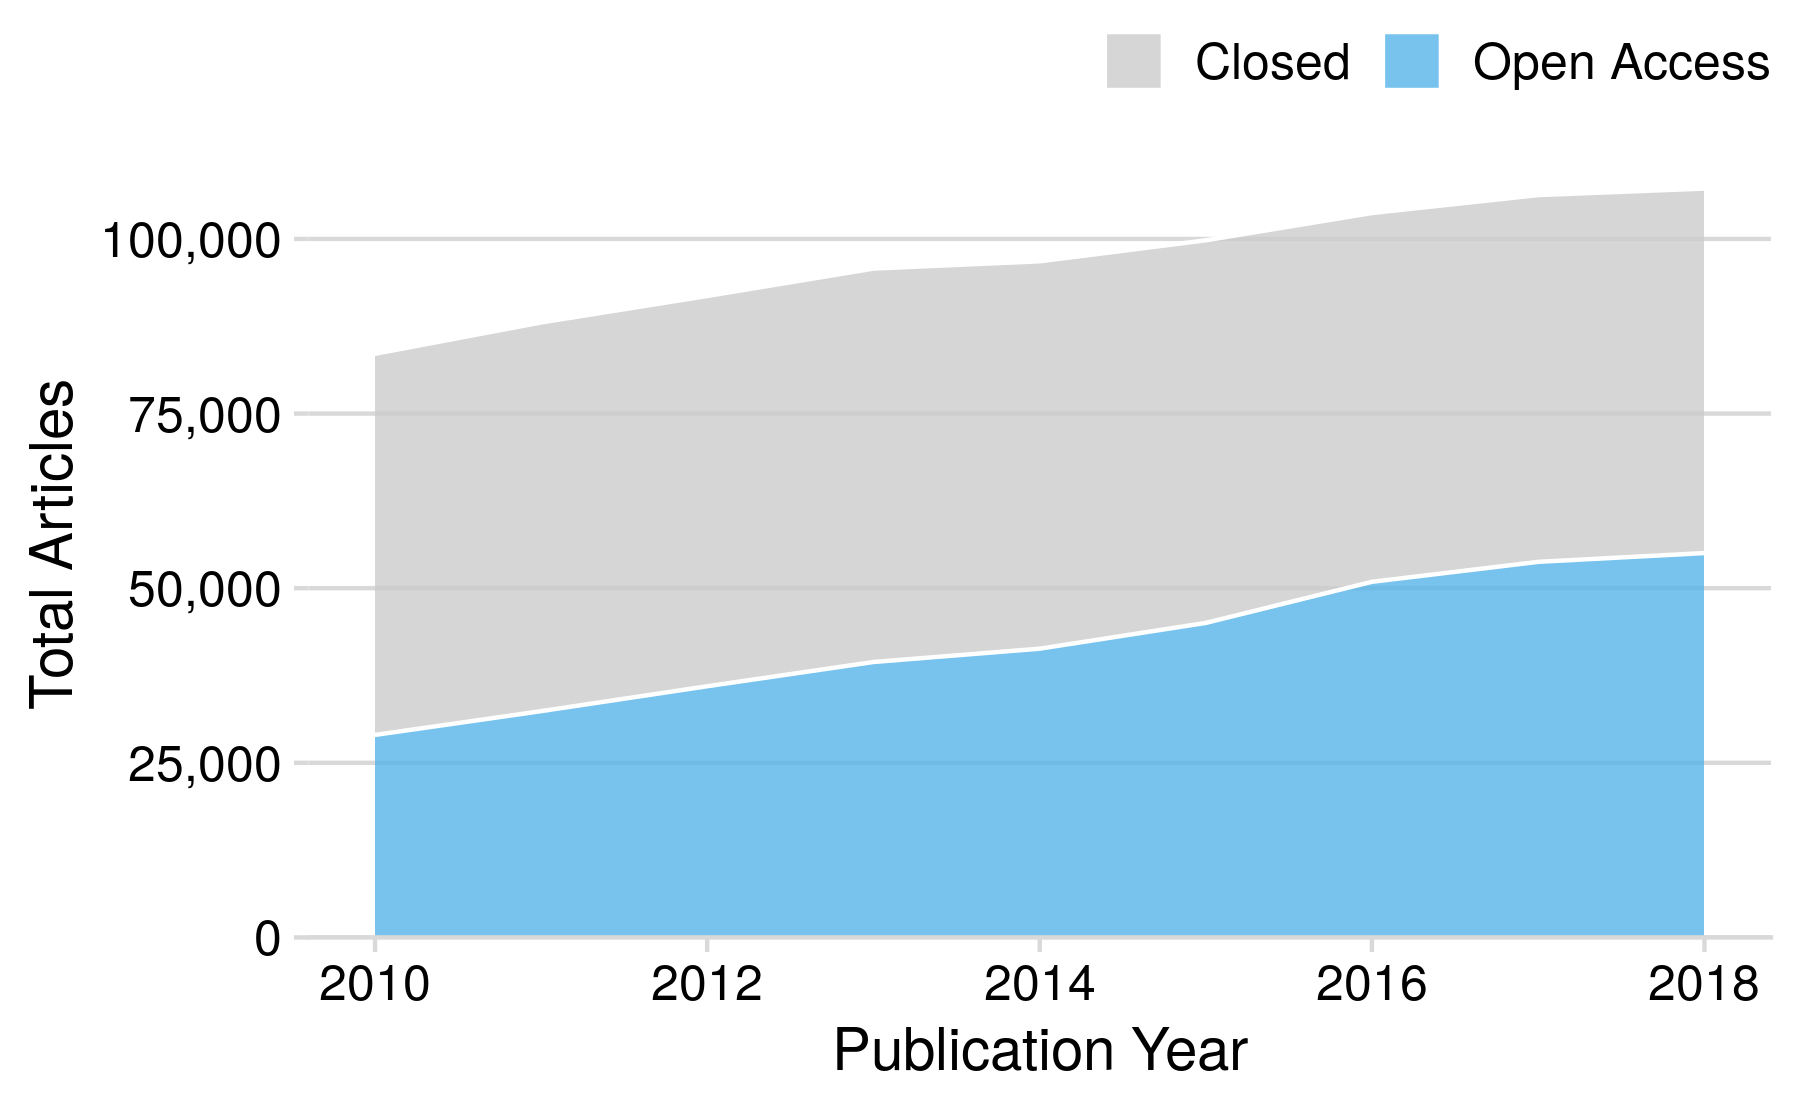 Closed Open Access
100,000
75,000
50,000
25,000
0
Total Articles
2010 2012 2014 2016 2018
Publication Year